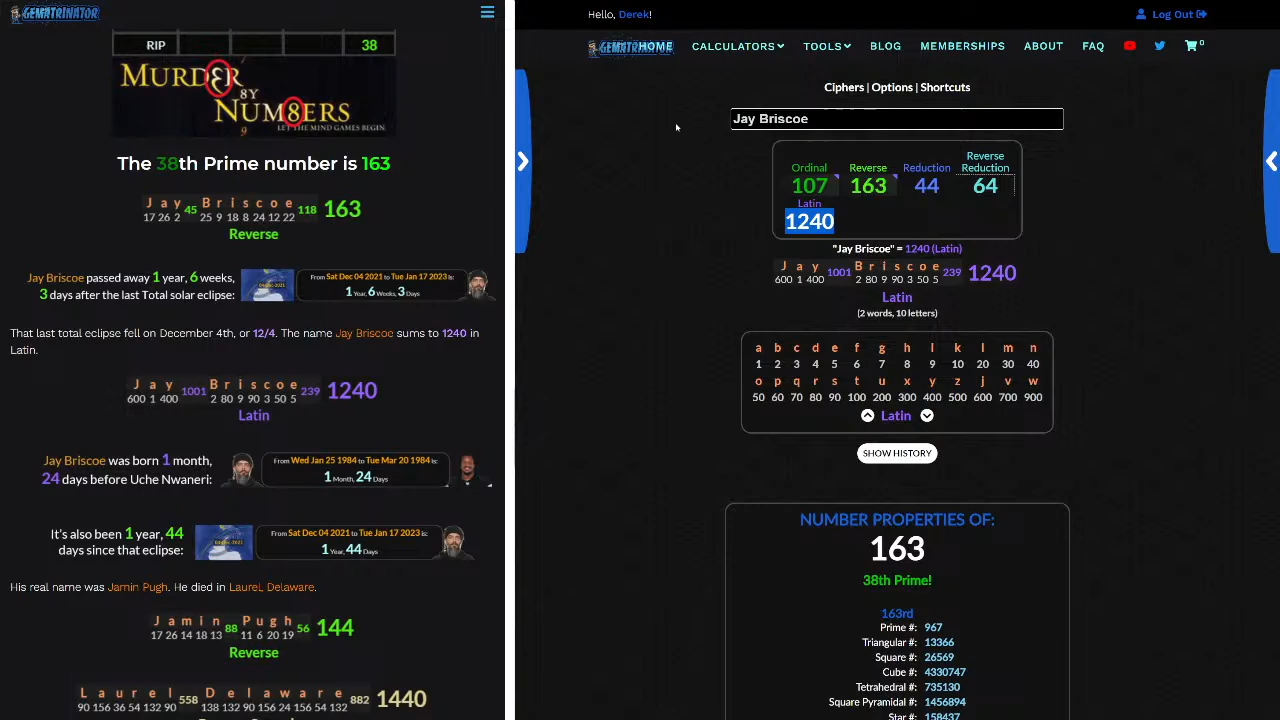 GEMATRINATOR
RIP 38
MURDER
8Y
NUM8ERS
9
LET THE MIND GAMES BEGIN.
The 38th Prime number is 163
J a y 45 B r i s c o e 118 163
17 26 2 25 9 18 8 24 12 22
Reverse
Jay Briscoe passed away 1 year, 6 weeks,
3 days after the last Total solar eclipse:
From Sat Dec 04 2021 to Tue Jan 17 2023 is:
1 Year, 6 Weeks, 3 Days
That last total eclipse fell on December 4th, or 12/4. The name Jay Briscoe sums to 1240 in
Latin.
J a y 1001 B r i s c o e 239 1240
600 1 400 2 80 9 90 3 50 5
Latin
Jay Briscoe was born 1 month,
24 days before Uche Nwaneri:
From Wed Jan 25 1984 to Tue Mar 20 1984 is:
1 Month, 24 Days
It's also been 1 year, 44
days since that eclipse:
From Sat Dec 04 2021 to Tue Jan 17 2023 is:
1 Year, 44 Days
His real name was Jamin Pugh. He died in Laurel, Delaware.
J a m i n 88 P u g h 56 144
17 26 14 18 13 11 6 20 19
Reverse
L a u r e l 558 D e l a w a r e 882 1440
90 156 36 54 132 90 138 132 90 156 24 156 54 132
Hello, Derek!
Log Out
GEMATRINATOR
HOME CALCULATORS TOOLS BLOG MEMBERSHIPS ABOUT FAQ 0
Ciphers | Options | Shortcuts
Jay Briscoe
Ordinal Reverse Reduction Reverse Reduction
107 163 44 64
Latin
1240
"Jay Briscoe" = 1240 (Latin)
J a y 1001 B r i s c o e 239 1240
600 1 400 2 80 9 90 3 50 5
Latin
(2 words, 10 letters)
a b c d e f g h i k l m n
1 2 3 4 5 6 7 8 9 10 20 30 40
o p q r s t u x y z j v w
50 60 70 80 90 100 200 300 400 500 600 700 900
Latin
SHOW HISTORY
NUMBER PROPERTIES OF:
163
38th Prime!
163rd
Prime #: 967
Triangular #: 13366
Square #: 26569
Cube #: 4330747
Tetrahedral #: 735130
Square Pyramidal #: 1456894
Star #: 158437